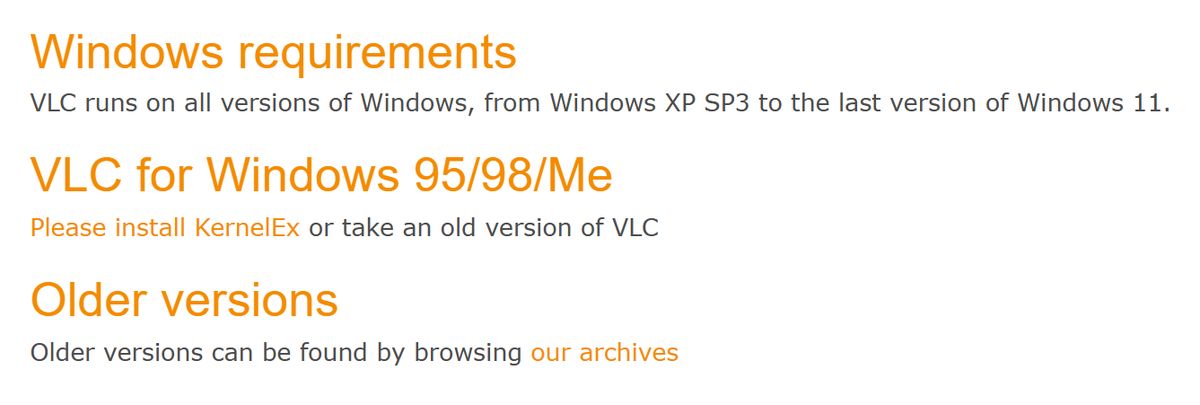 Windows requirements
VLC runs on all versions of Windows, from Windows XP SP3 to the last version of Windows 11.
VLC for Windows 95/98/Me
Please install KernelEx or take an old version of VLC
Older versions
Older versions can be found by browsing our archives